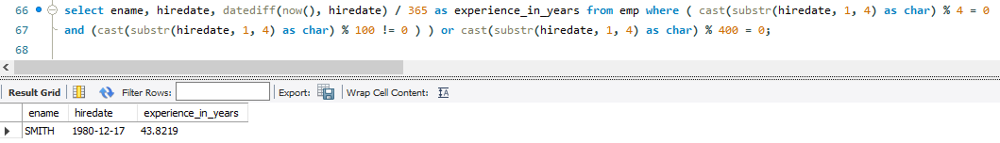 66 select ename, hiredate, datediff(now(), hiredate) / 365 as experience_in_years from emp where ( cast(substr(hiredate, 1, 4) as char) % 4 = 0
67 and (cast(substr(hiredate, 1, 4) as char) % 100 != 0 ) ) or cast(substr(hiredate, 1, 4) as char) % 400 = 0;
68
Result Grid Filter Rows: Export: Wrap Cell Content: IA
ename hiredate experience_in_years
SMITH 1980-12-17 43.8219